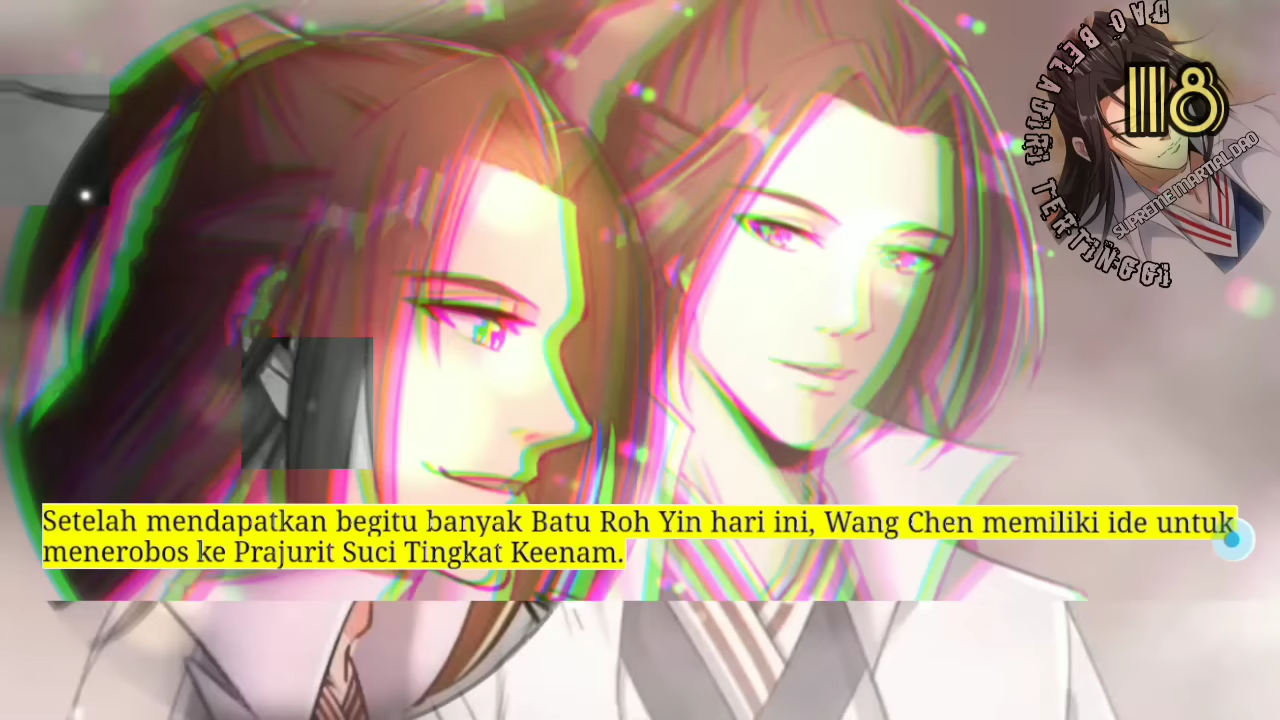 DAO BELADIRI TERTINGGI
118
SUPREME MARTIAL DAO
Setelah mendapatkan begitu banyak Batu Roh Yin hari ini, Wang Chen memiliki ide untuk
menerobos ke Prajurit Suci Tingkat Keenam.